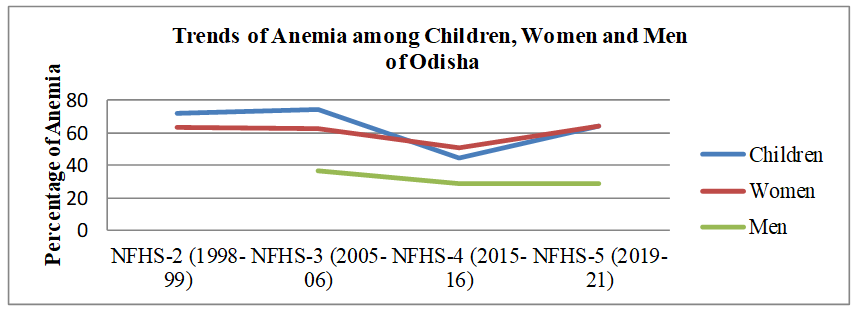 Trends of Anemia among Children, Women and Men
of Odisha
Percentage of Anemia
80
60
40
20
0
NFHS-2 (1998-
99)
NFHS-3 (2005-
06)
NFHS-4 (2015-
16)
NFHS-5 (2019-
21)
Children
Women
Men